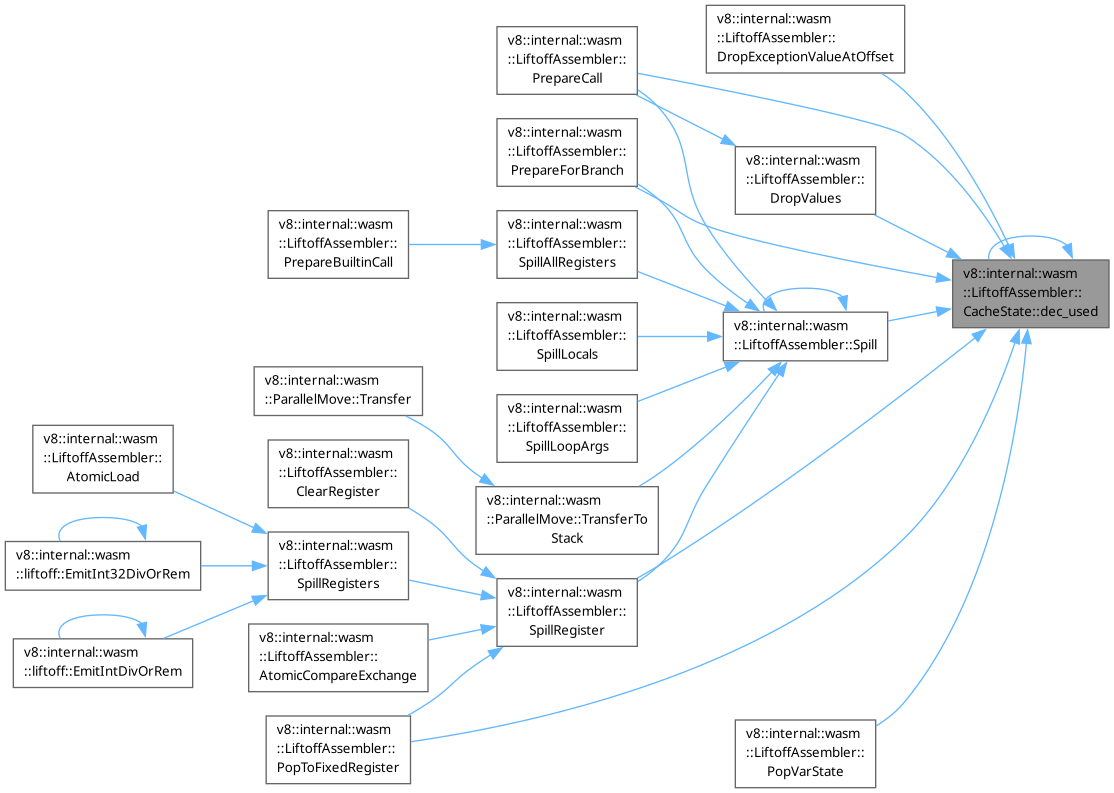 v8::internal::wasm
::LiftoffAssembler::
DropExceptionValueAtOffset
v8::internal::wasm
::LiftoffAssembler::
PrepareCall
v8::internal::wasm
::LiftoffAssembler::
PrepareForBranch
v8::internal::wasm
::LiftoffAssembler::
DropValues
v8::internal::wasm
::LiftoffAssembler::
PrepareBuiltinCall
v8::internal::wasm
::LiftoffAssembler::
SpillAllRegisters
v8::internal::wasm
::LiftoffAssembler::
CacheState::dec_used
v8::internal::wasm
::LiftoffAssembler::
SpillLocals
v8::internal::wasm
::LiftoffAssembler::Spill
v8::internal::wasm
::ParallelMove::Transfer
v8::internal::wasm
::LiftoffAssembler::
SpillLoopArgs
v8::internal::wasm
::LiftoffAssembler::
AtomicLoad
v8::internal::wasm
::LiftoffAssembler::
ClearRegister
v8::internal::wasm
::ParallelMove::TransferTo
Stack
v8::internal::wasm
::liftoff::EmitInt32DivOrRem
v8::internal::wasm
::LiftoffAssembler::
SpillRegisters
v8::internal::wasm
::LiftoffAssembler::
SpillRegister
v8::internal::wasm
::liftoff::EmitIntDivOrRem
v8::internal::wasm
::LiftoffAssembler::
AtomicCompareExchange
v8::internal::wasm
::LiftoffAssembler::
PopToFixedRegister
v8::internal::wasm
::LiftoffAssembler::
PopVarState